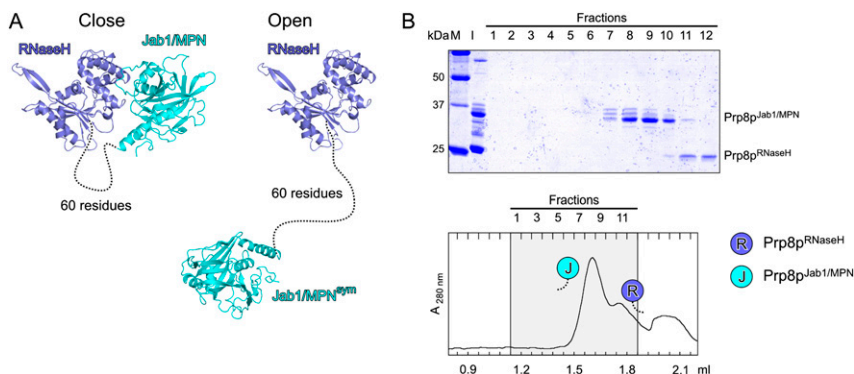 A
Close
Open
RNaseH
Jab1/MPN
RNaseH
60 residues
60 residues
Jab1/MPNsym
B
Fractions
kDa M I 1 2 3 4 5 6 7 8 9 10 11 12
50
37
25
Prp8pJab1/MPN
Prp8pRNaseH
Fractions
1 3 5 7 9 11
J
R
A 280 nm
0.9 1.2 1.5 1.8 2.1 ml
R Prp8pRNaseH
J Prp8pJab1/MPN